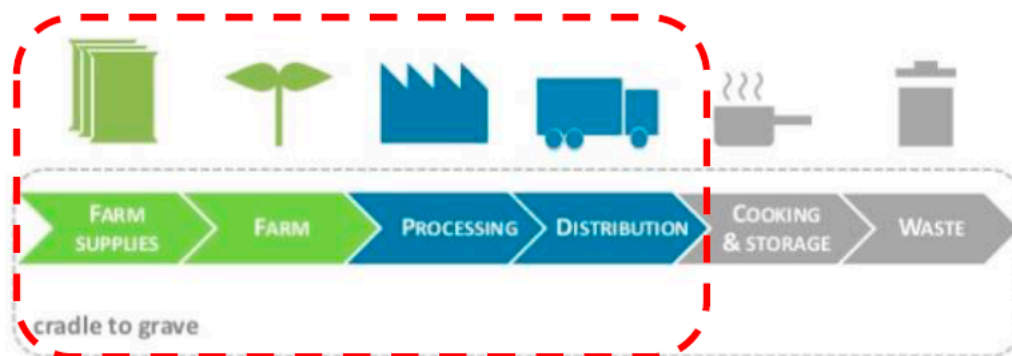 FARM
SUPPLIES
FARM
PROCESSING
DISTRIBUTION
COOKING
& STORAGE
WASTE
cradle to grave